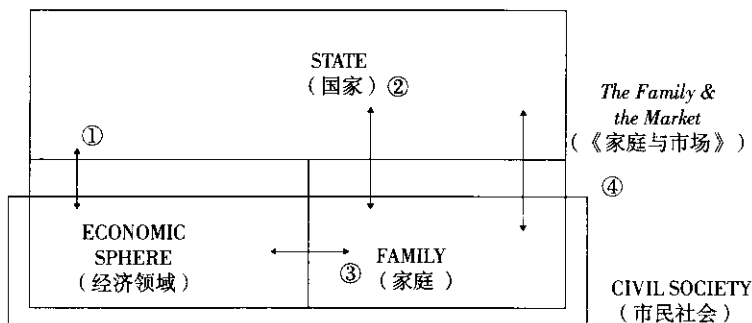 STATE
（国家）②
The Family &
the Market
（《家庭与市场》）
①
④
ECONOMIC
SPHERE
（经济领域）
③
FAMILY
（家庭）
CIVIL SOCIETY
（市民社会）